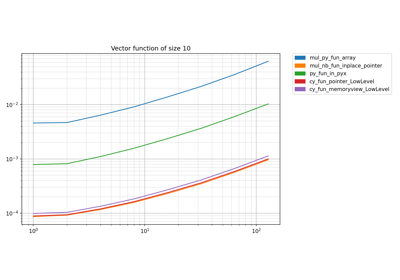 Vector function of size 10
mul_py_fun_array
mul_nb_fun_inplace_pointer
py_fun_in_pyx
cy_fun_pointer_LowLevel
cy_fun_memoryview_LowLevel
10⁻²
10⁻³
10⁻⁴
10⁰
10¹
10²